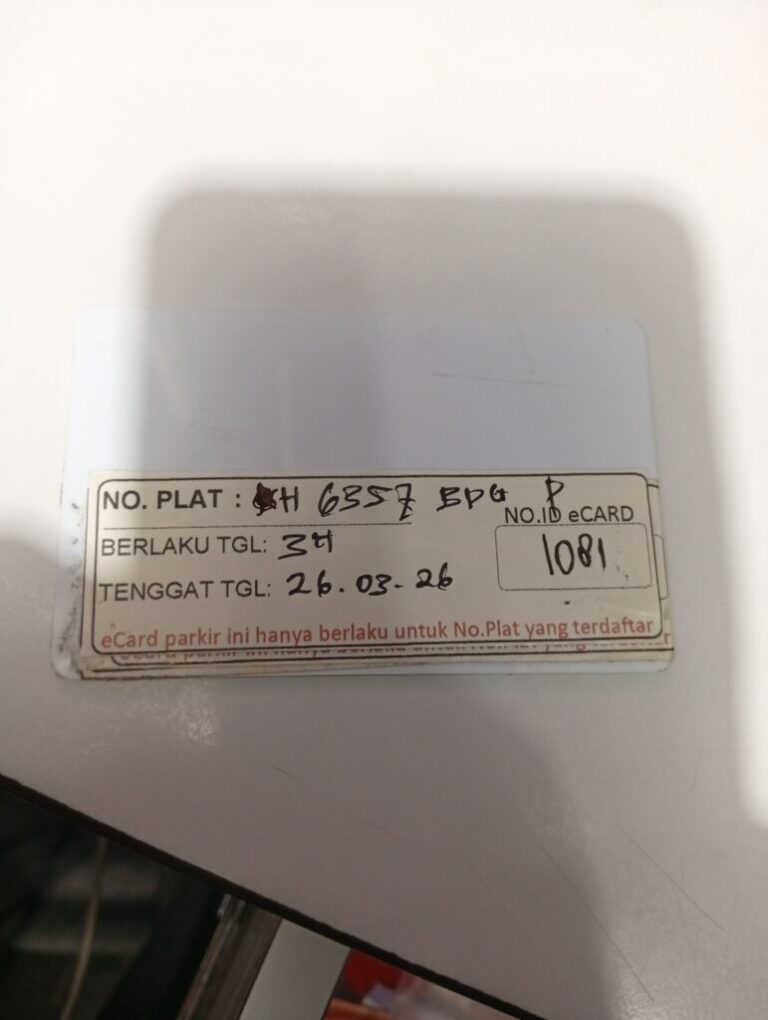 NO. PLAT : H 6357 BPG P
NO.ID eCARD
BERLAKU TGL: 34
1081
TENGGAT TGL: 26.03-26
eCard parkir ini hanya berlaku untuk No.Plat yang terdaftar